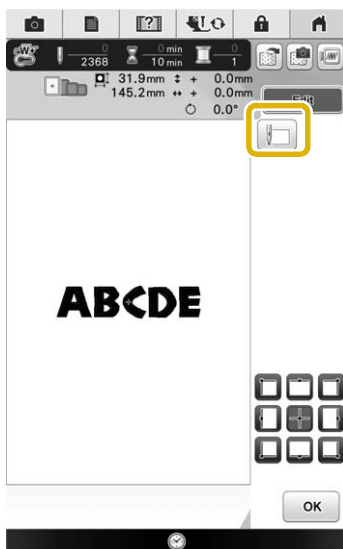 0 0 min 0
2368 10 min 1
31.9mm + 0.0mm
145.2mm + 0.0mm
0.0°
Edit
ABCDE
OK